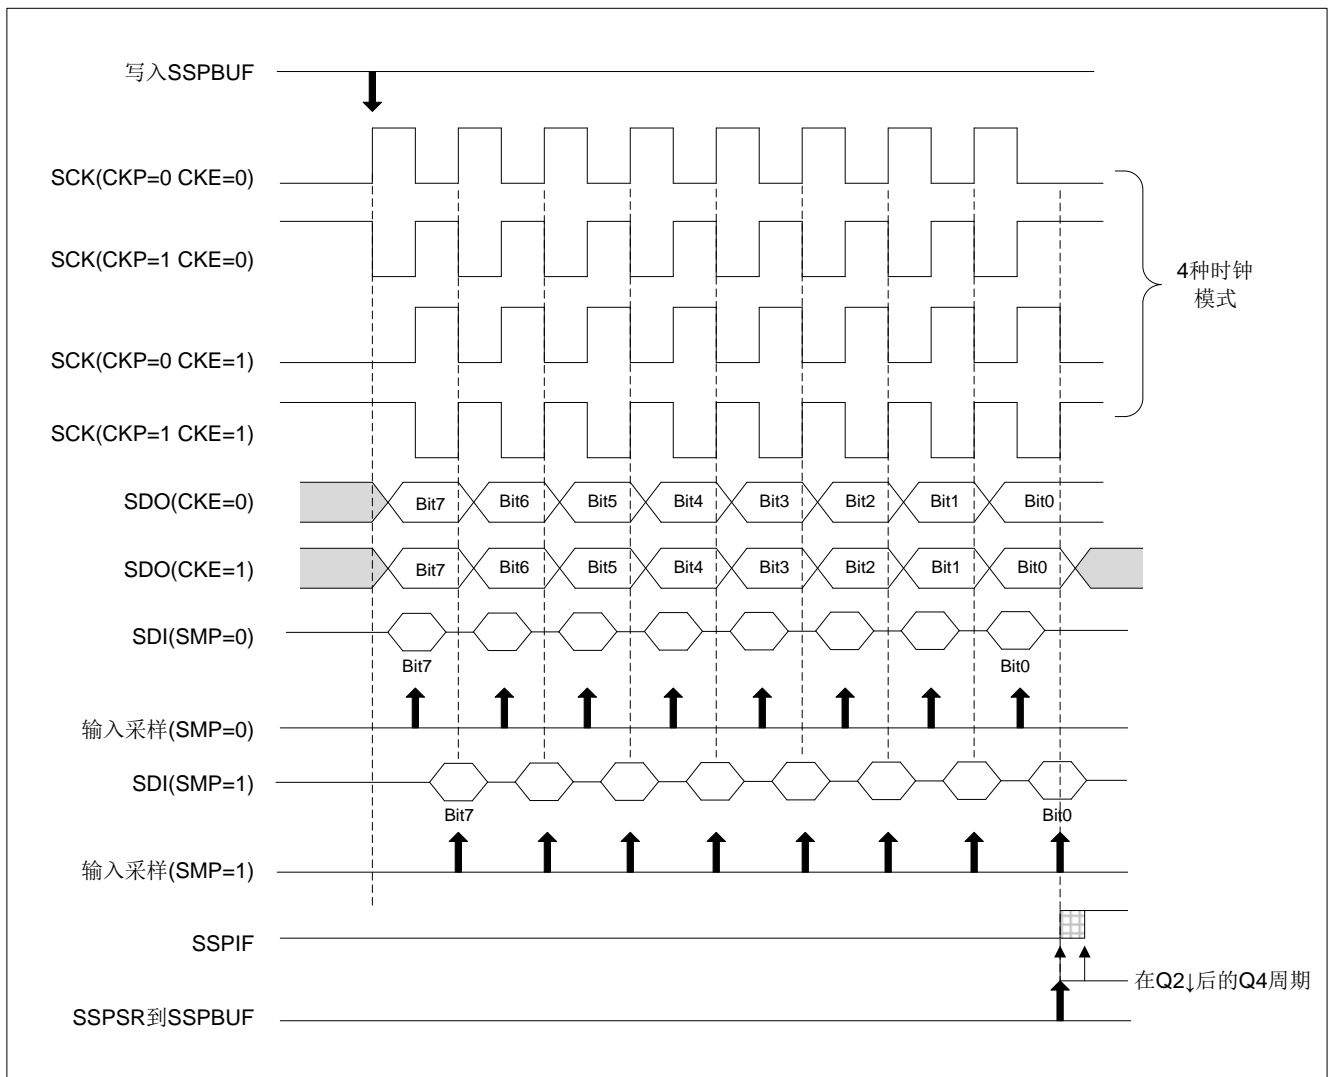 写入SSPBUF
SCK(CKP=0 CKE=0)
SCK(CKP=1 CKE=0)
4种时钟
模式
SCK(CKP=0 CKE=1)
SCK(CKP=1 CKE=1)
SDO(CKE=0) Bit7 Bit6 Bit5 Bit4 Bit3 Bit2 Bit1 Bit0
SDO(CKE=1) Bit7 Bit6 Bit5 Bit4 Bit3 Bit2 Bit1 Bit0
SDI(SMP=0)
Bit7 Bit0
输入采样(SMP=0)
SDI(SMP=1)
Bit7 Bit0
输入采样(SMP=1)
SSPIF
在Q2↓后的Q4周期
SSPSR到SSPBUF